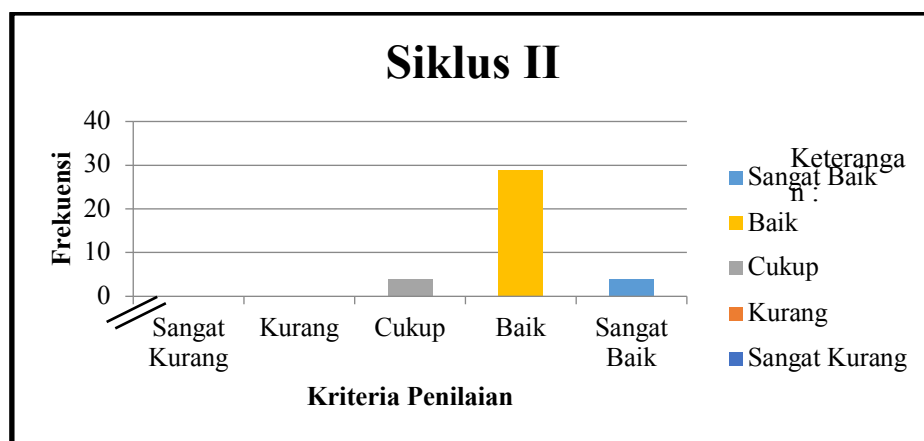 Siklus II
Frekuensi
40
30
20
10
0
Sangat
Kurang
Kurang
Cukup
Baik
Sangat
Baik
Kriteria Penilaian
Keteranga
n :
Sangat Baik
Baik
Cukup
Kurang
Sangat Kurang